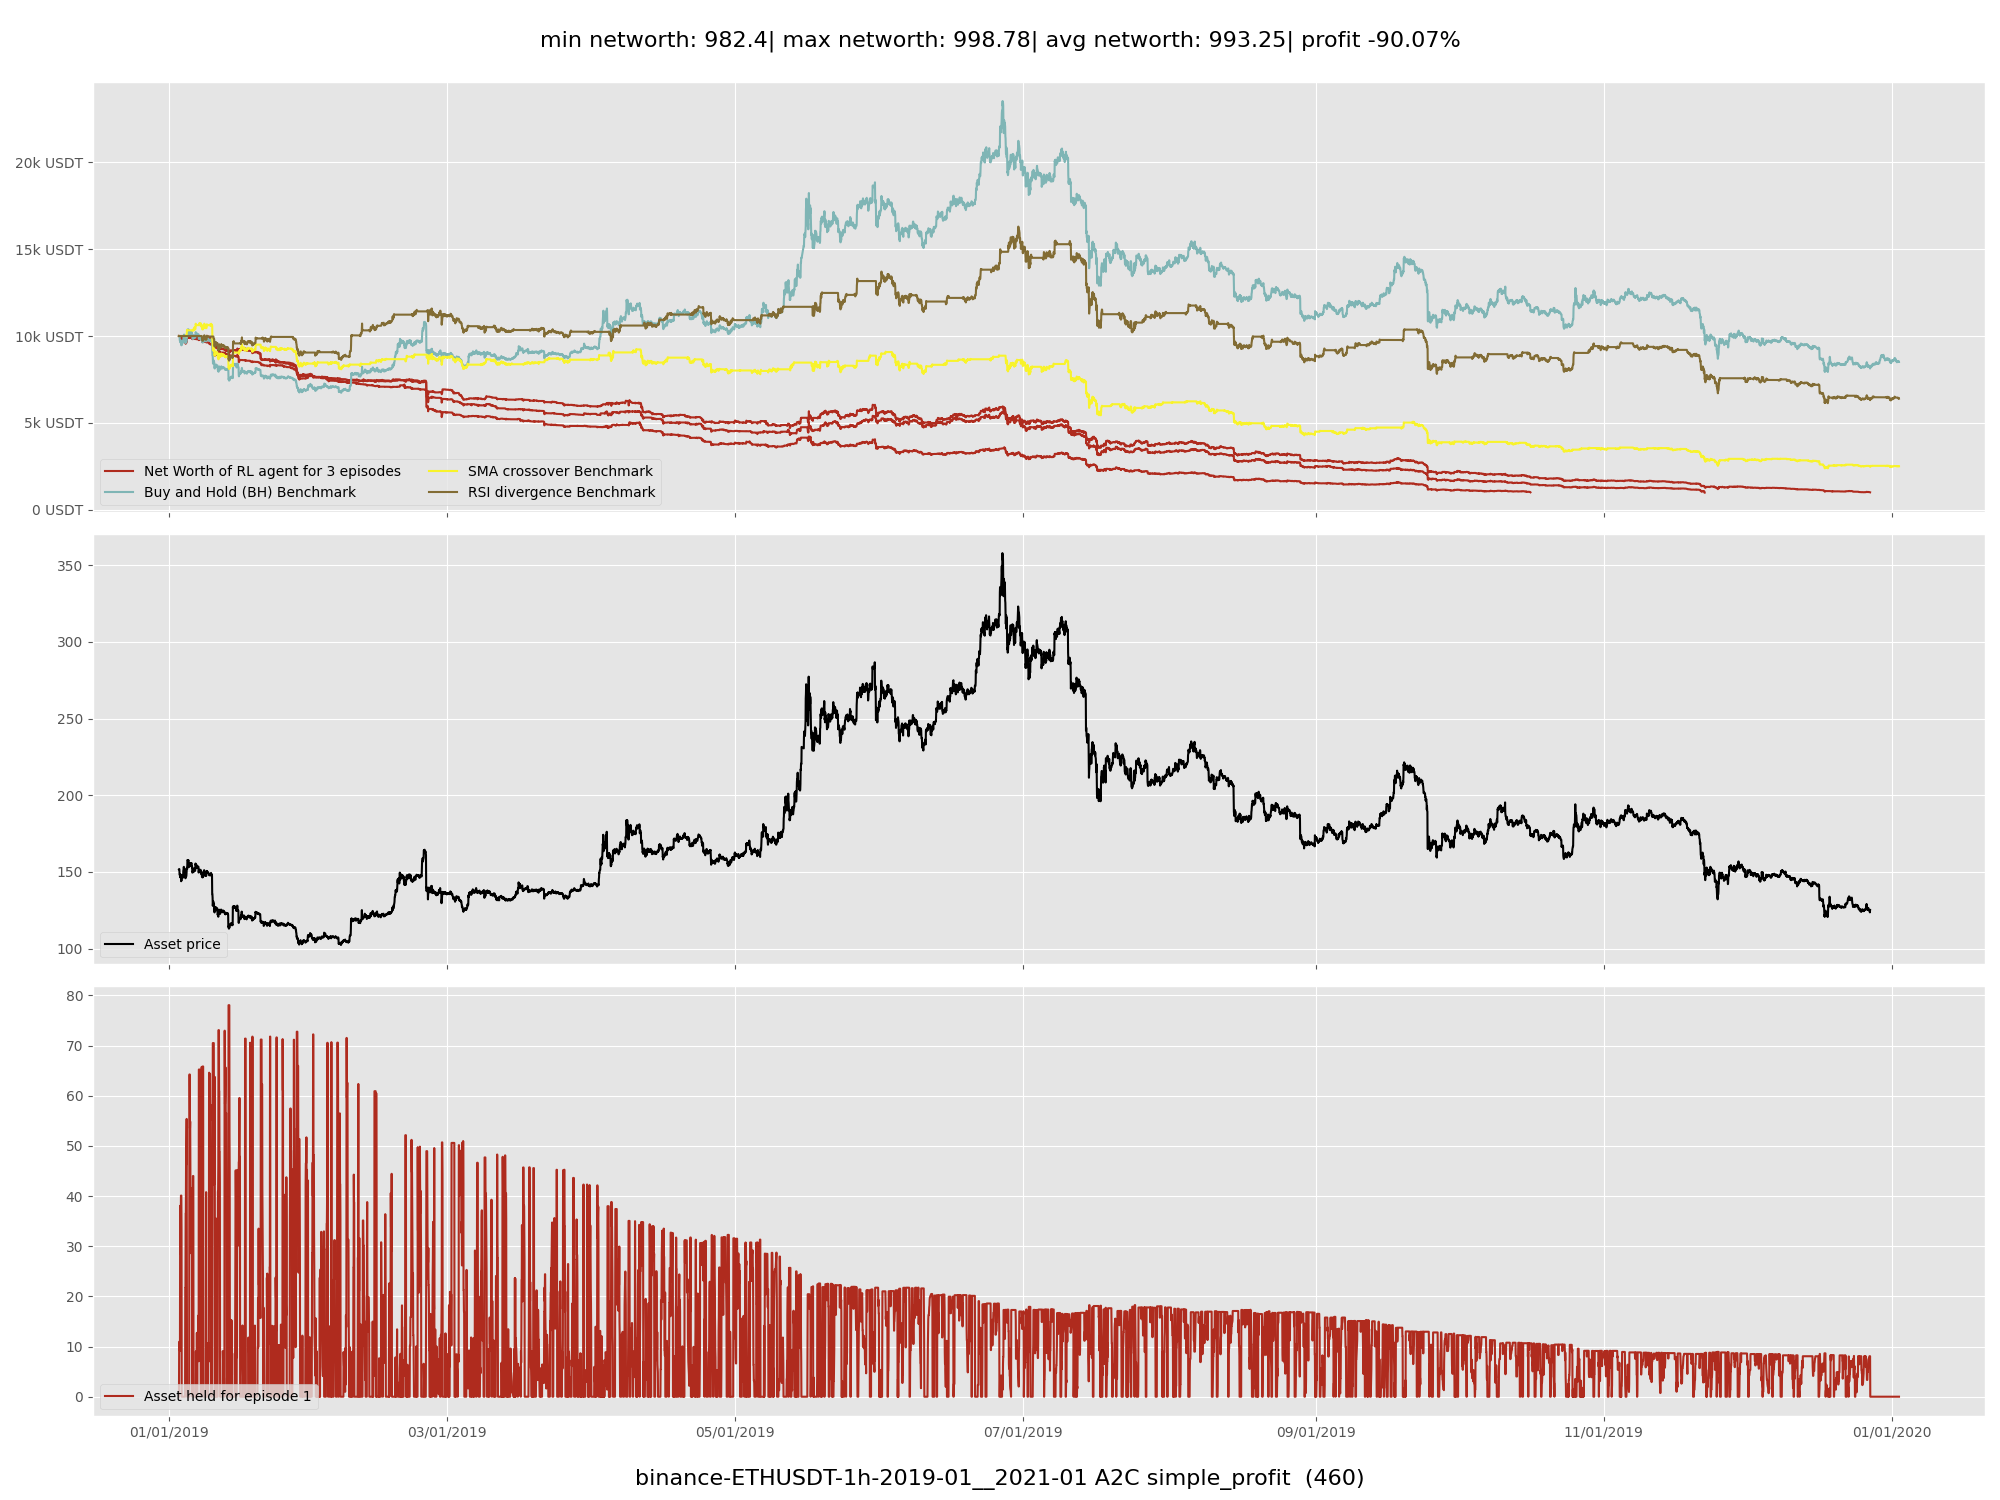 min networth: 982.4| max networth: 998.78| avg networth: 993.25| profit -90.07%
20k USDT
15k USDT
10k USDT
5k USDT
0 USDT
Net Worth of RL agent for 3 episodes
SMA crossover Benchmark
Buy and Hold (BH) Benchmark
RSI divergence Benchmark
350
300
250
200
150
100
Asset price
80
70
60
50
40
30
20
10
0
Asset held for episode 1
01/01/2019
03/01/2019
05/01/2019
07/01/2019
09/01/2019
11/01/2019
01/01/2020
binance-ETHUSDT-1h-2019-01__2021-01 A2C simple_profit (460)